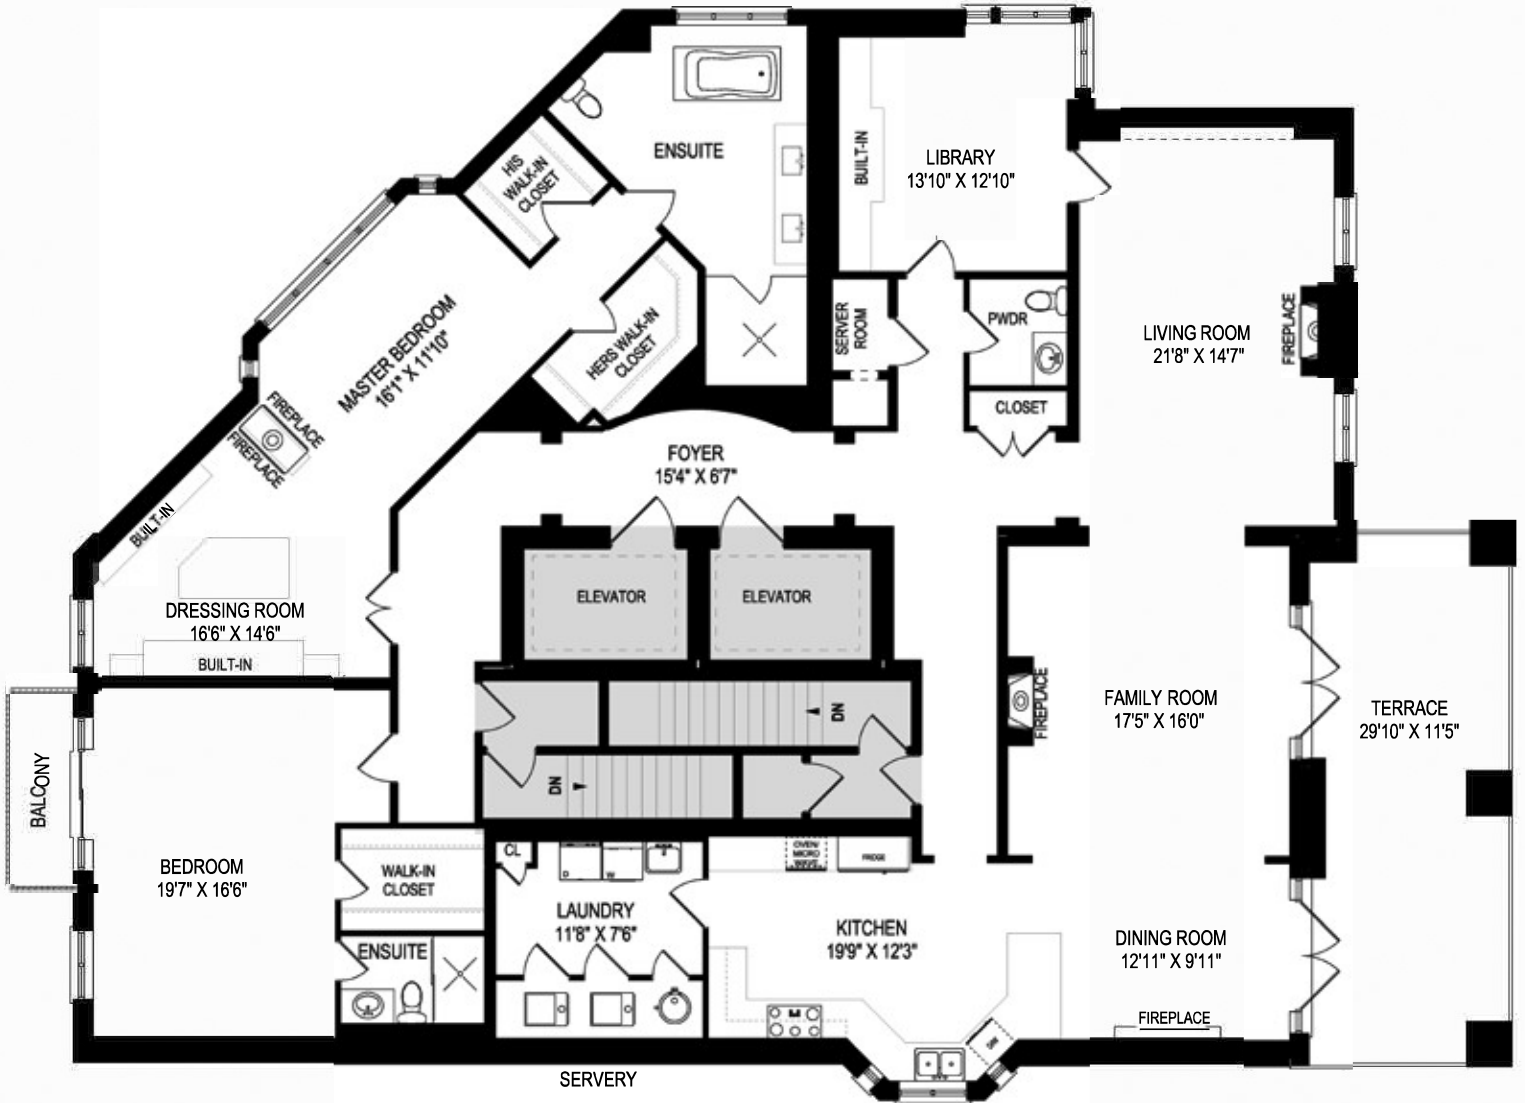 ENSUITE
HIS
WALK-IN
CLOSET
BUILT-IN
LIBRARY
13'10" X 12'10"
MASTER BEDROOM
16'1" X 11'10"
HERS WALK-IN
CLOSET
SERVER
ROOM
PWDR
LIVING ROOM
21'8" X 14'7"
FIREPLACE
FIREPLACE
FIREPLACE
CLOSET
FOYER
15'4" X 6'7"
BUILT-IN
ELEVATOR
ELEVATOR
DRESSING ROOM
16'6" X 14'6"
BUILT-IN
FAMILY ROOM
17'5" X 16'0"
FIREPLACE
TERRACE
29'10" X 11'5"
DN
DN
BALCONY
BEDROOM
19'7" X 16'6"
WALK-IN
CLOSET
CL
D
W
OVEN/
MICRO
WAVE
FRIDGE
LAUNDRY
11'8" X 7'6"
KITCHEN
19'9" X 12'3"
DINING ROOM
12'11" X 9'11"
ENSUITE
FIREPLACE
SERVERY